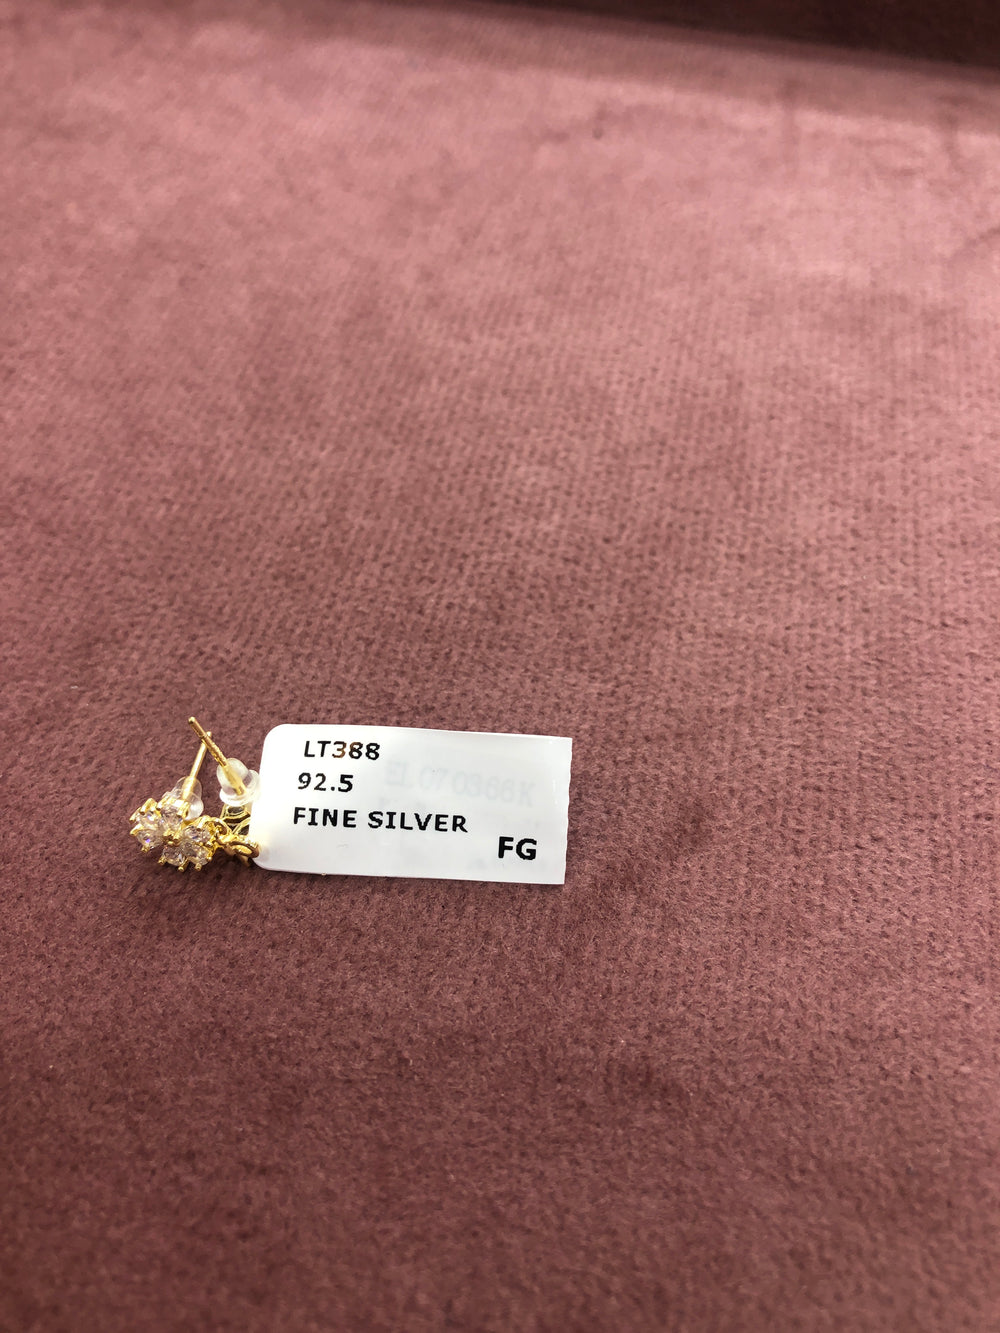 LT388
92.5
FINE SILVER
FG